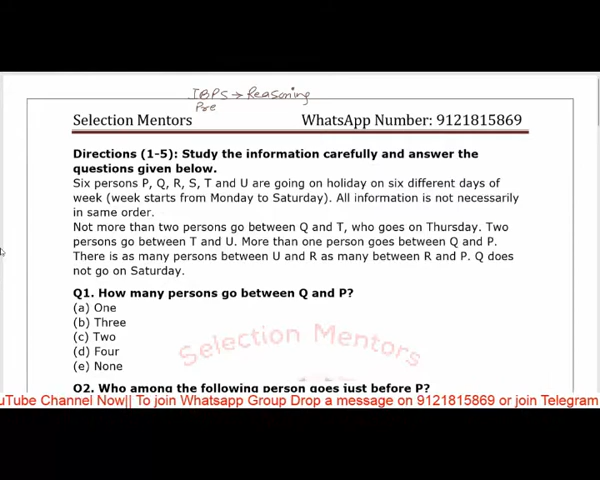 IBPS → Reasoning
Pre
Selection Mentors WhatsApp Number: 9121815869
Directions (1-5): Study the information carefully and answer the
questions given below.
Six persons P, Q, R, S, T and U are going on holiday on six different days of
week (week starts from Monday to Saturday). All information is not necessarily
in same order.
Not more than two persons go between Q and T, who goes on Thursday. Two
persons go between T and U. More than one person goes between Q and P.
There is as many persons between U and R as many between R and P. Q does
not go on Saturday.
Q1. How many persons go between Q and P?
(a) One
(b) Three
(c) Two
(d) Four
(e) None
Selection Mentors
Q2. Who among the following person goes just before P?
uTube Channel Now|| To join Whatsapp Group Drop a message on 9121815869 or join Telegram